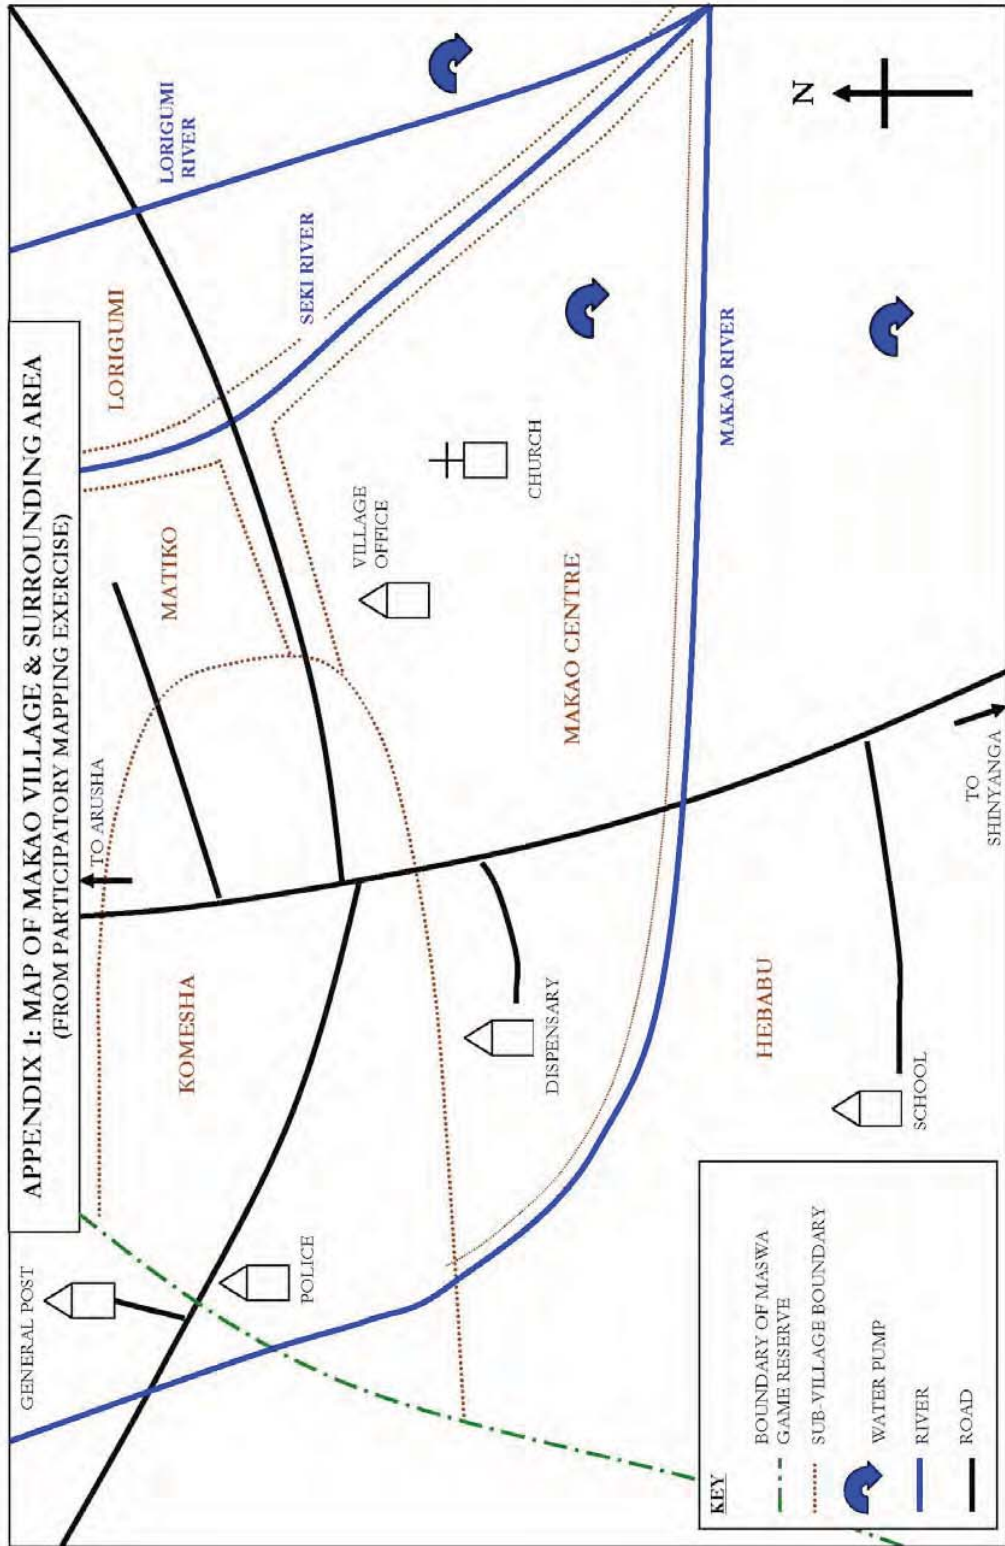 APPENDIX 1: MAP OF MAKAO VILLAGE & SURROUNDING AREA
(FROM PARTICIPATORY MAPPING EXERCISE)
GENERAL POST
TO ARUSHA
LORIGUMI
LORIGUMI
RIVER
MATIKO
KOMESHA
POLICE
SEKI RIVER
VILLAGE
OFFICE
CHURCH
DISPENSARY
MAKAO CENTRE
MAKAO RIVER
HEBABU
SCHOOL
TO
SHINYANGA
N
KEY
BOUNDARY OF MASWA
GAME RESERVE
SUB-VILLAGE BOUNDARY
WATER PUMP
RIVER
ROAD